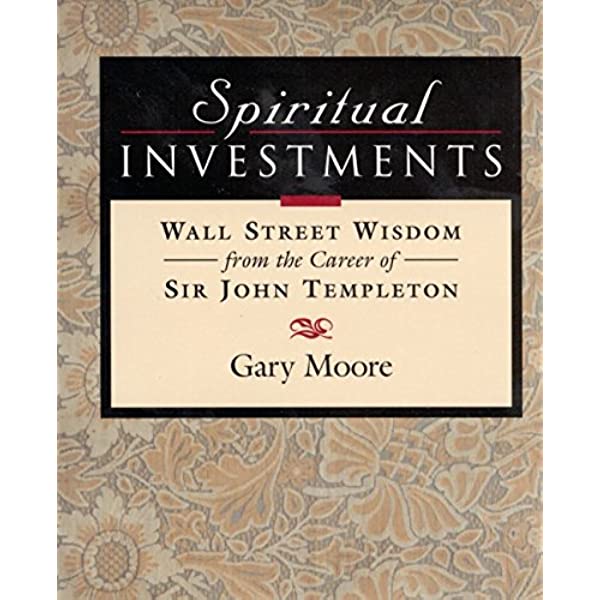 Spiritual
INVESTMENTS
WALL STREET WISDOM
from the Career of
SIR JOHN TEMPLETON
Gary Moore